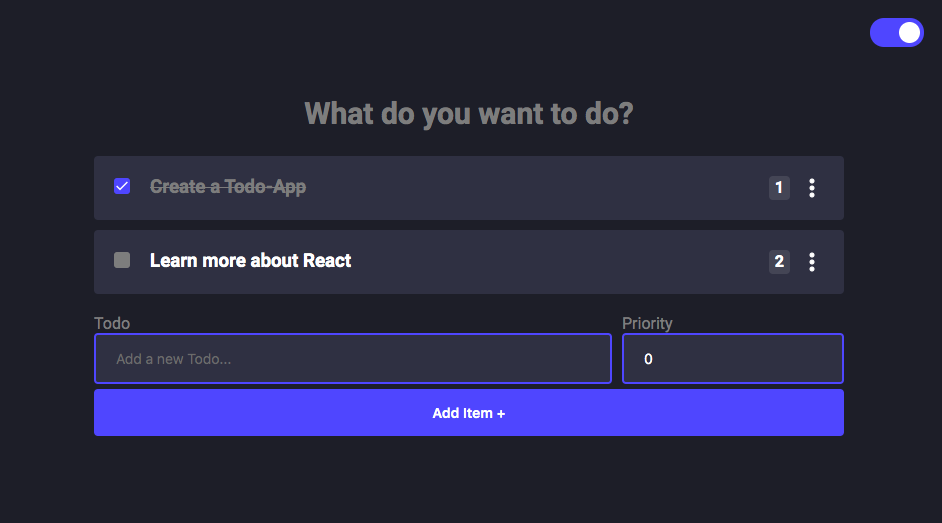 What do you want to do?
Create a Todo-App 1
Learn more about React 2
Todo Priority
Add a new Todo... 0
Add Item +